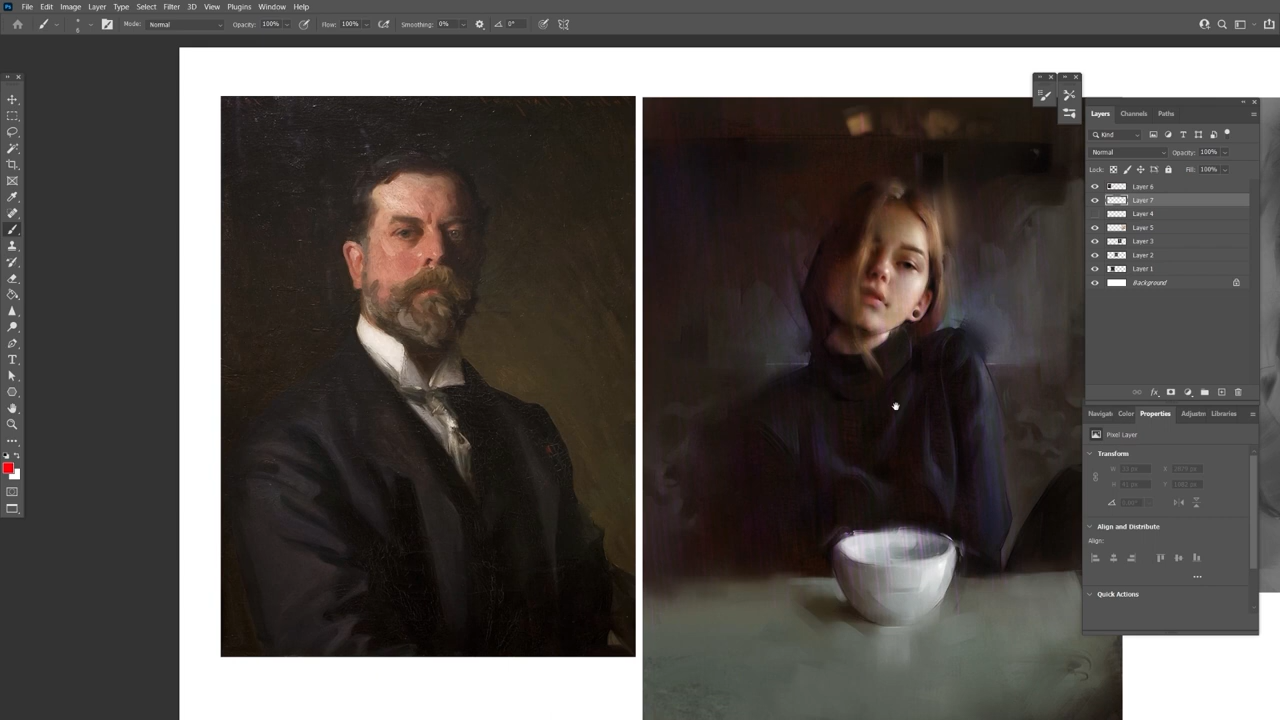 Ps File Edit Image Layer Type Select Filter 3D View Plugins Window Help
Mode: Normal Opacity: 100% Flow: 100% Smoothing: 0% 0°
Layers Channels Paths
Kind
Normal Opacity: 100%
Lock: Fill: 100%
Layer 6
Layer 7
Layer 4
Layer 5
Layer 3
Layer 2
Layer 1
Background
fx
Navigat Color Properties Adjustm Libraries
Pixel Layer
Transform
W X
H Y
Align and Distribute
Align:
Quick Actions